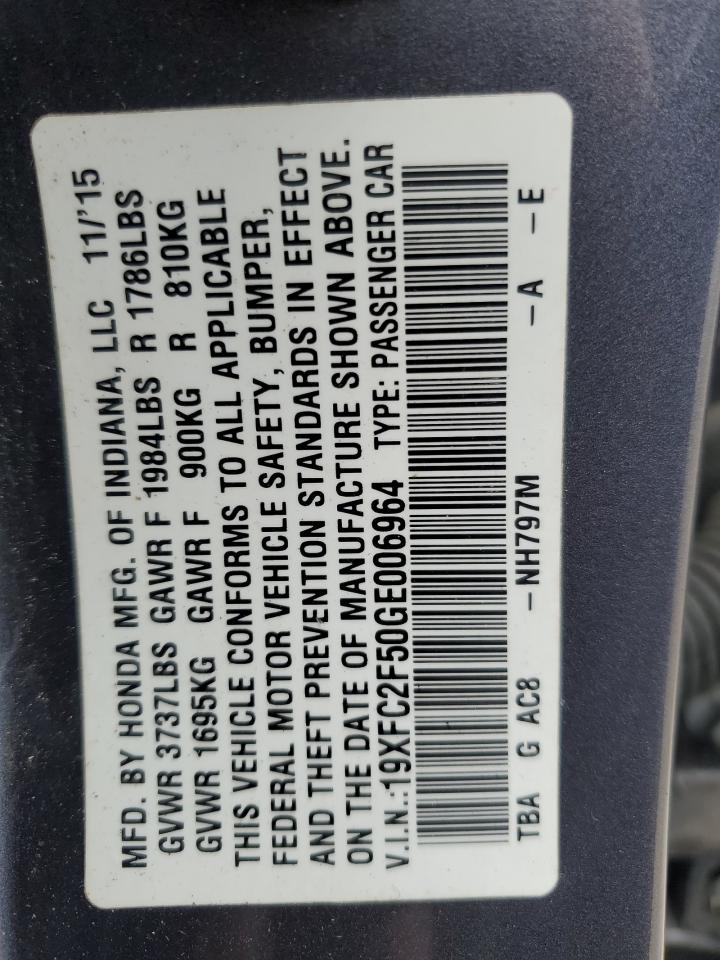 MFD. BY HONDA MFG. OF INDIANA, LLC 11/'15
GVWR 3737LBS GAWR F 1984LBS R 1786LBS
GVWR 1695KG GAWR F 900KG R 810KG
THIS VEHICLE CONFORMS TO ALL APPLICABLE
FEDERAL MOTOR VEHICLE SAFETY, BUMPER,
AND THEFT PREVENTION STANDARDS IN EFFECT
ON THE DATE OF MANUFACTURE SHOWN ABOVE.
V.I.N.:19XFC2F50GE006964 TYPE: PASSENGER CAR
TBA G AC8 -NH797M -A -E